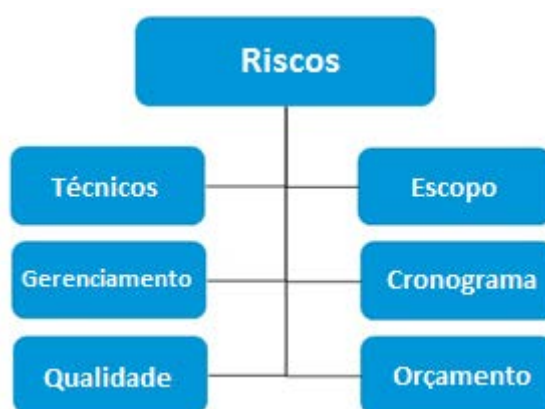 Riscos
Técnicos
Escopo
Gerenciamento
Cronograma
Qualidade
Orçamento